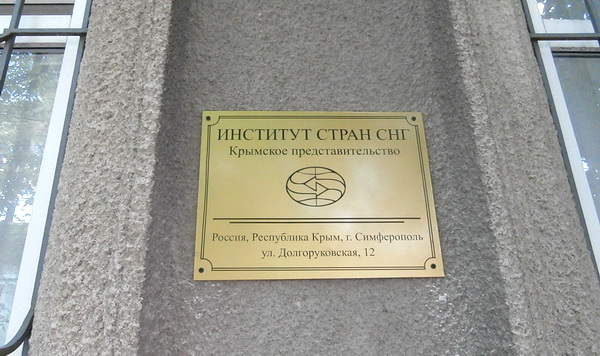 ИНСТИТУТ СТРАН СНГ
Крымское представительство
Россия, Республика Крым, г. Симферополь
ул. Долгоруковская, 12